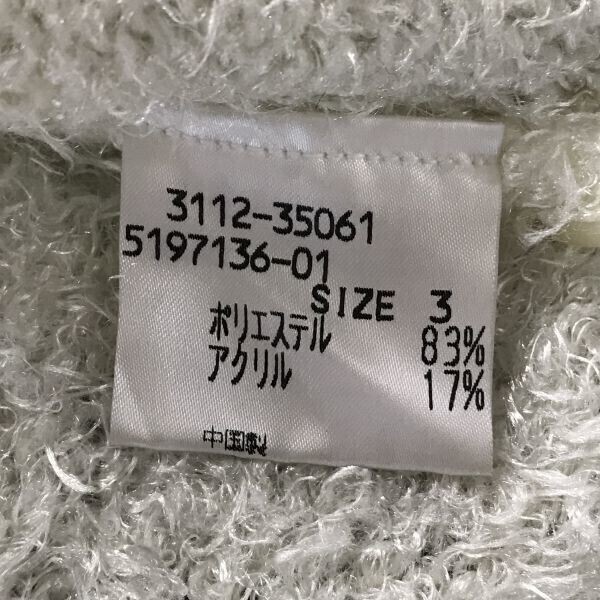 3112-35061
5197136-01
SIZE 3
ポリエステル 83%
アクリル 17%
中国製